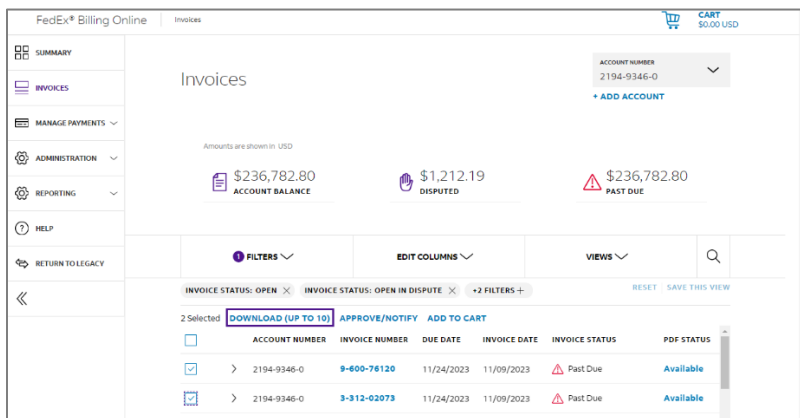 FedEx® Billing Online
Invoices
CART
$0.00 USD
SUMMARY
INVOICES
MANAGE PAYMENTS
ADMINISTRATION
REPORTING
HELP
RETURN TO LEGACY
Invoices
ACCOUNT NUMBER
2194-9346-0
+ ADD ACCOUNT
Amounts are shown in USD
$236,782.80
ACCOUNT BALANCE
$1,212.19
DISPUTED
$236,782.80
PAST DUE
1 FILTERS
EDIT COLUMNS
VIEWS
INVOICE STATUS: OPEN × INVOICE STATUS: OPEN IN DISPUTE × +2 FILTERS + RESET | SAVE THIS VIEW
2 Selected DOWNLOAD (UP TO 10) APPROVE/NOTIFY ADD TO CART
ACCOUNT NUMBER INVOICE NUMBER DUE DATE INVOICE DATE INVOICE STATUS PDF STATUS
2194-9346-0 9-600-76120 11/24/2023 11/09/2023 Past Due Available
2194-9346-0 3-312-02073 11/24/2023 11/09/2023 Past Due Available